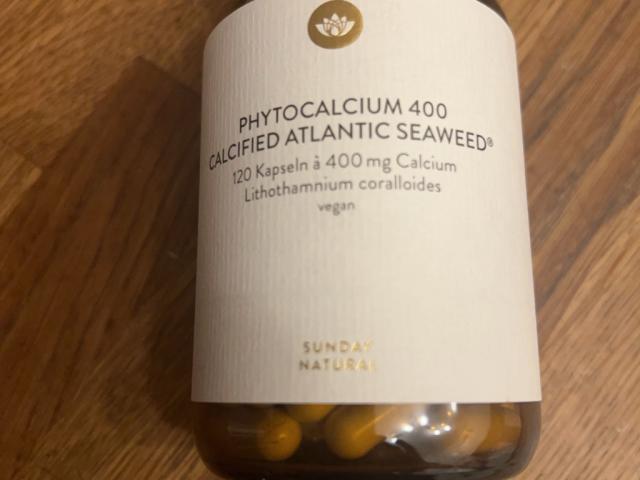 PHYTOCALCIUM 400
CALCIFIED ATLANTIC SEAWEED®
120 Kapseln à 400 mg Calcium
Lithothamnium coralloides
vegan
SUNDAY
NATURAL